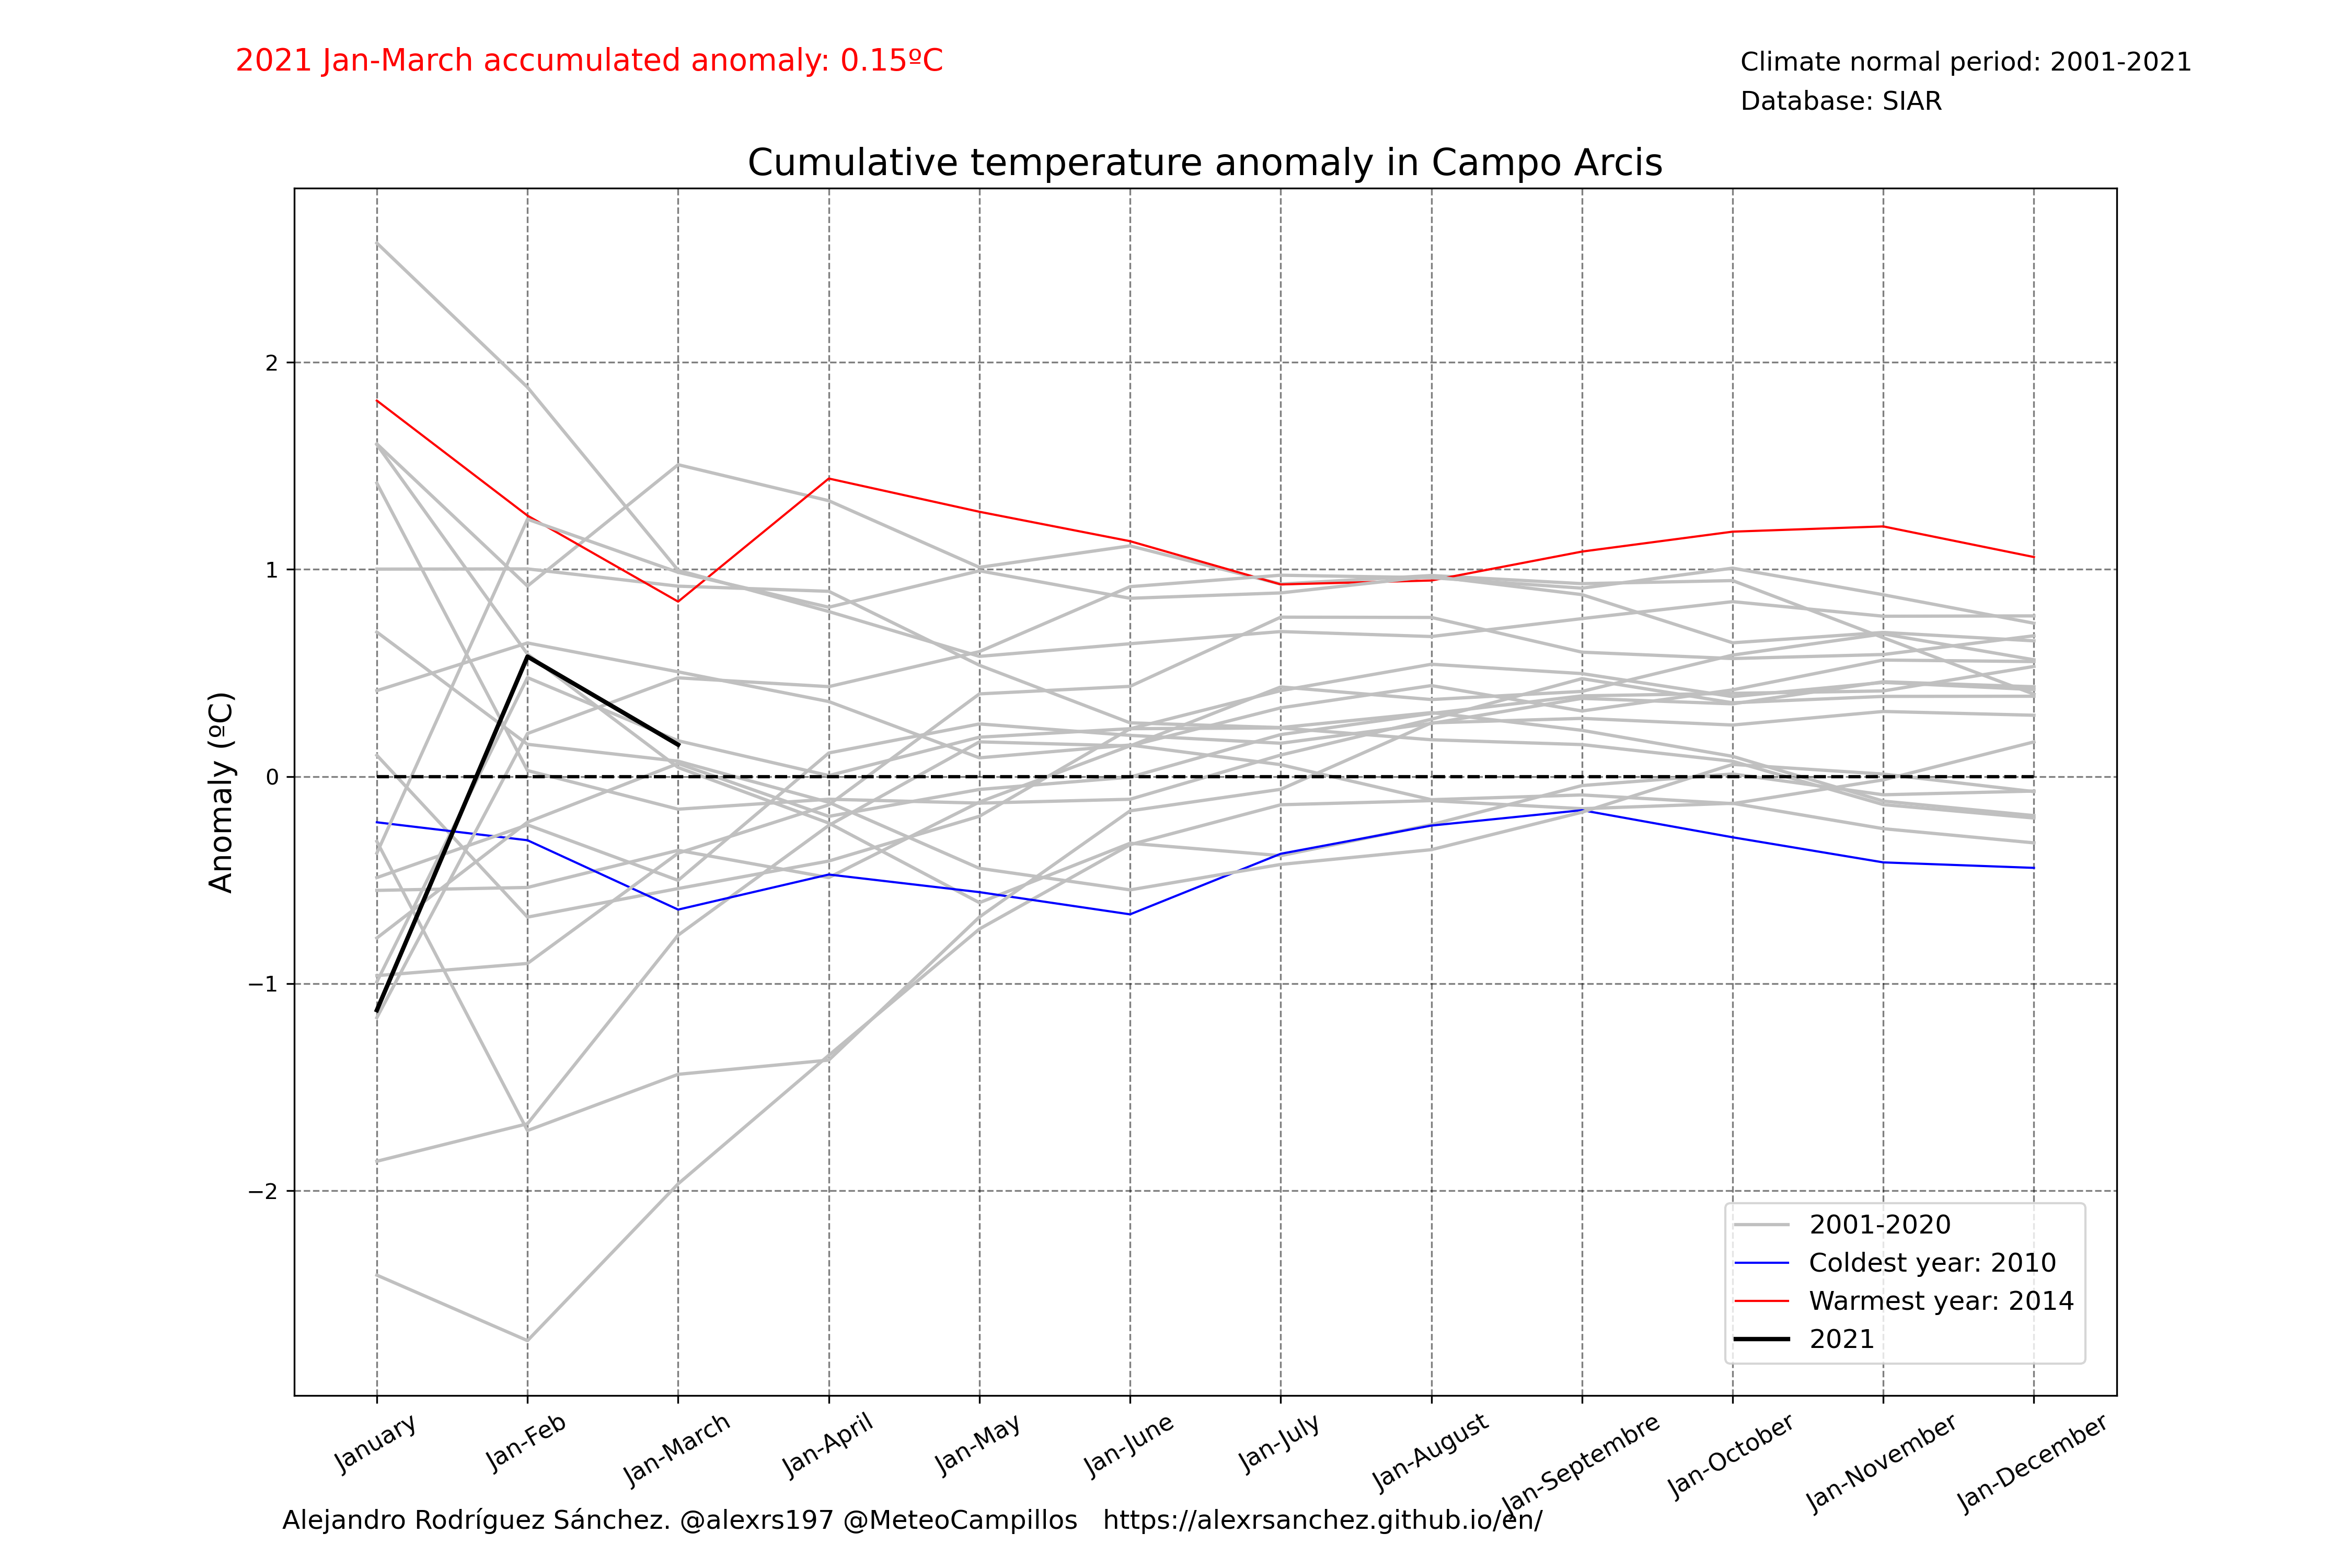 2021 Jan-March accumulated anomaly: 0.15ºC
Climate normal period: 2001-2021
Database: SIAR
Cumulative temperature anomaly in Campo Arcis
Anomaly (ºC)
2
1
0
−1
−2
2001-2020
Coldest year: 2010
Warmest year: 2014
2021
January
Jan-Feb
Jan-March
Jan-April
Jan-May
Jan-June
Jan-July
Jan-August
Jan-Septembre
Jan-October
Jan-November
Jan-December
Alejandro Rodríguez Sánchez. @alexrs197 @MeteoCampillos   https://alexrsanchez.github.io/en/